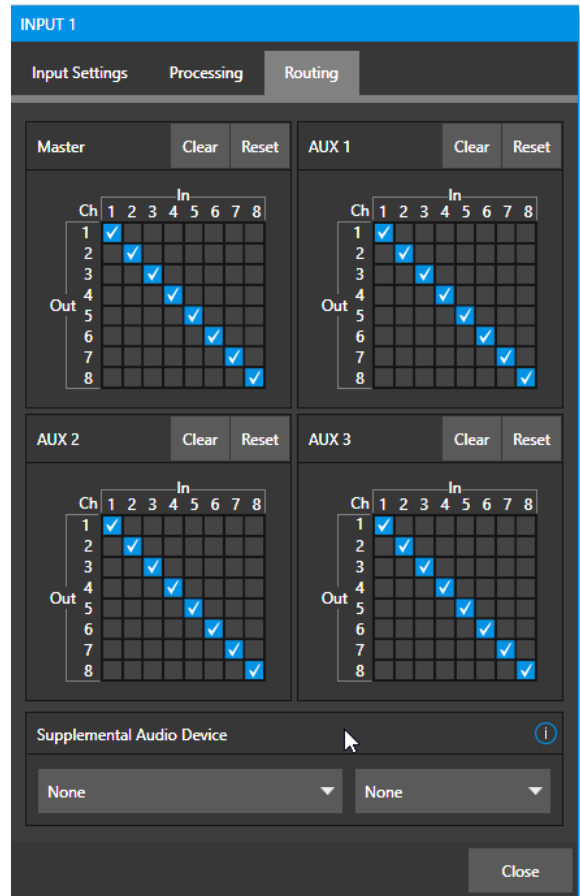 INPUT 1
Input Settings Processing Routing
Master Clear Reset AUX 1 Clear Reset
In In
Ch 1 2 3 4 5 6 7 8 Ch 1 2 3 4 5 6 7 8
1 1
2 2
3 3
Out 4 Out 4
5 5
6 6
7 7
8 8
AUX 2 Clear Reset AUX 3 Clear Reset
In In
Ch 1 2 3 4 5 6 7 8 Ch 1 2 3 4 5 6 7 8
1 1
2 2
3 3
Out 4 Out 4
5 5
6 6
7 7
8 8
Supplemental Audio Device
None None
Close